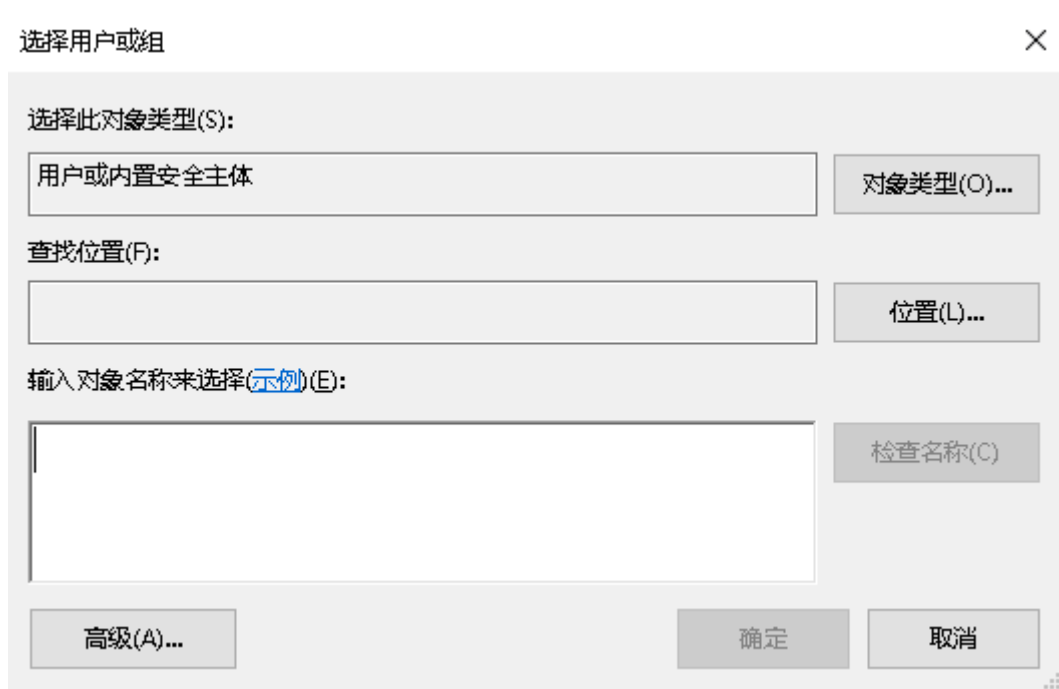 选择用户或组
选择此对象类型(S):
用户或内置安全主体
对象类型(O)...
查找位置(F):
位置(L)...
输入对象名称来选择(示例)(E):
检查名称(C)
高级(A)...
确定
取消